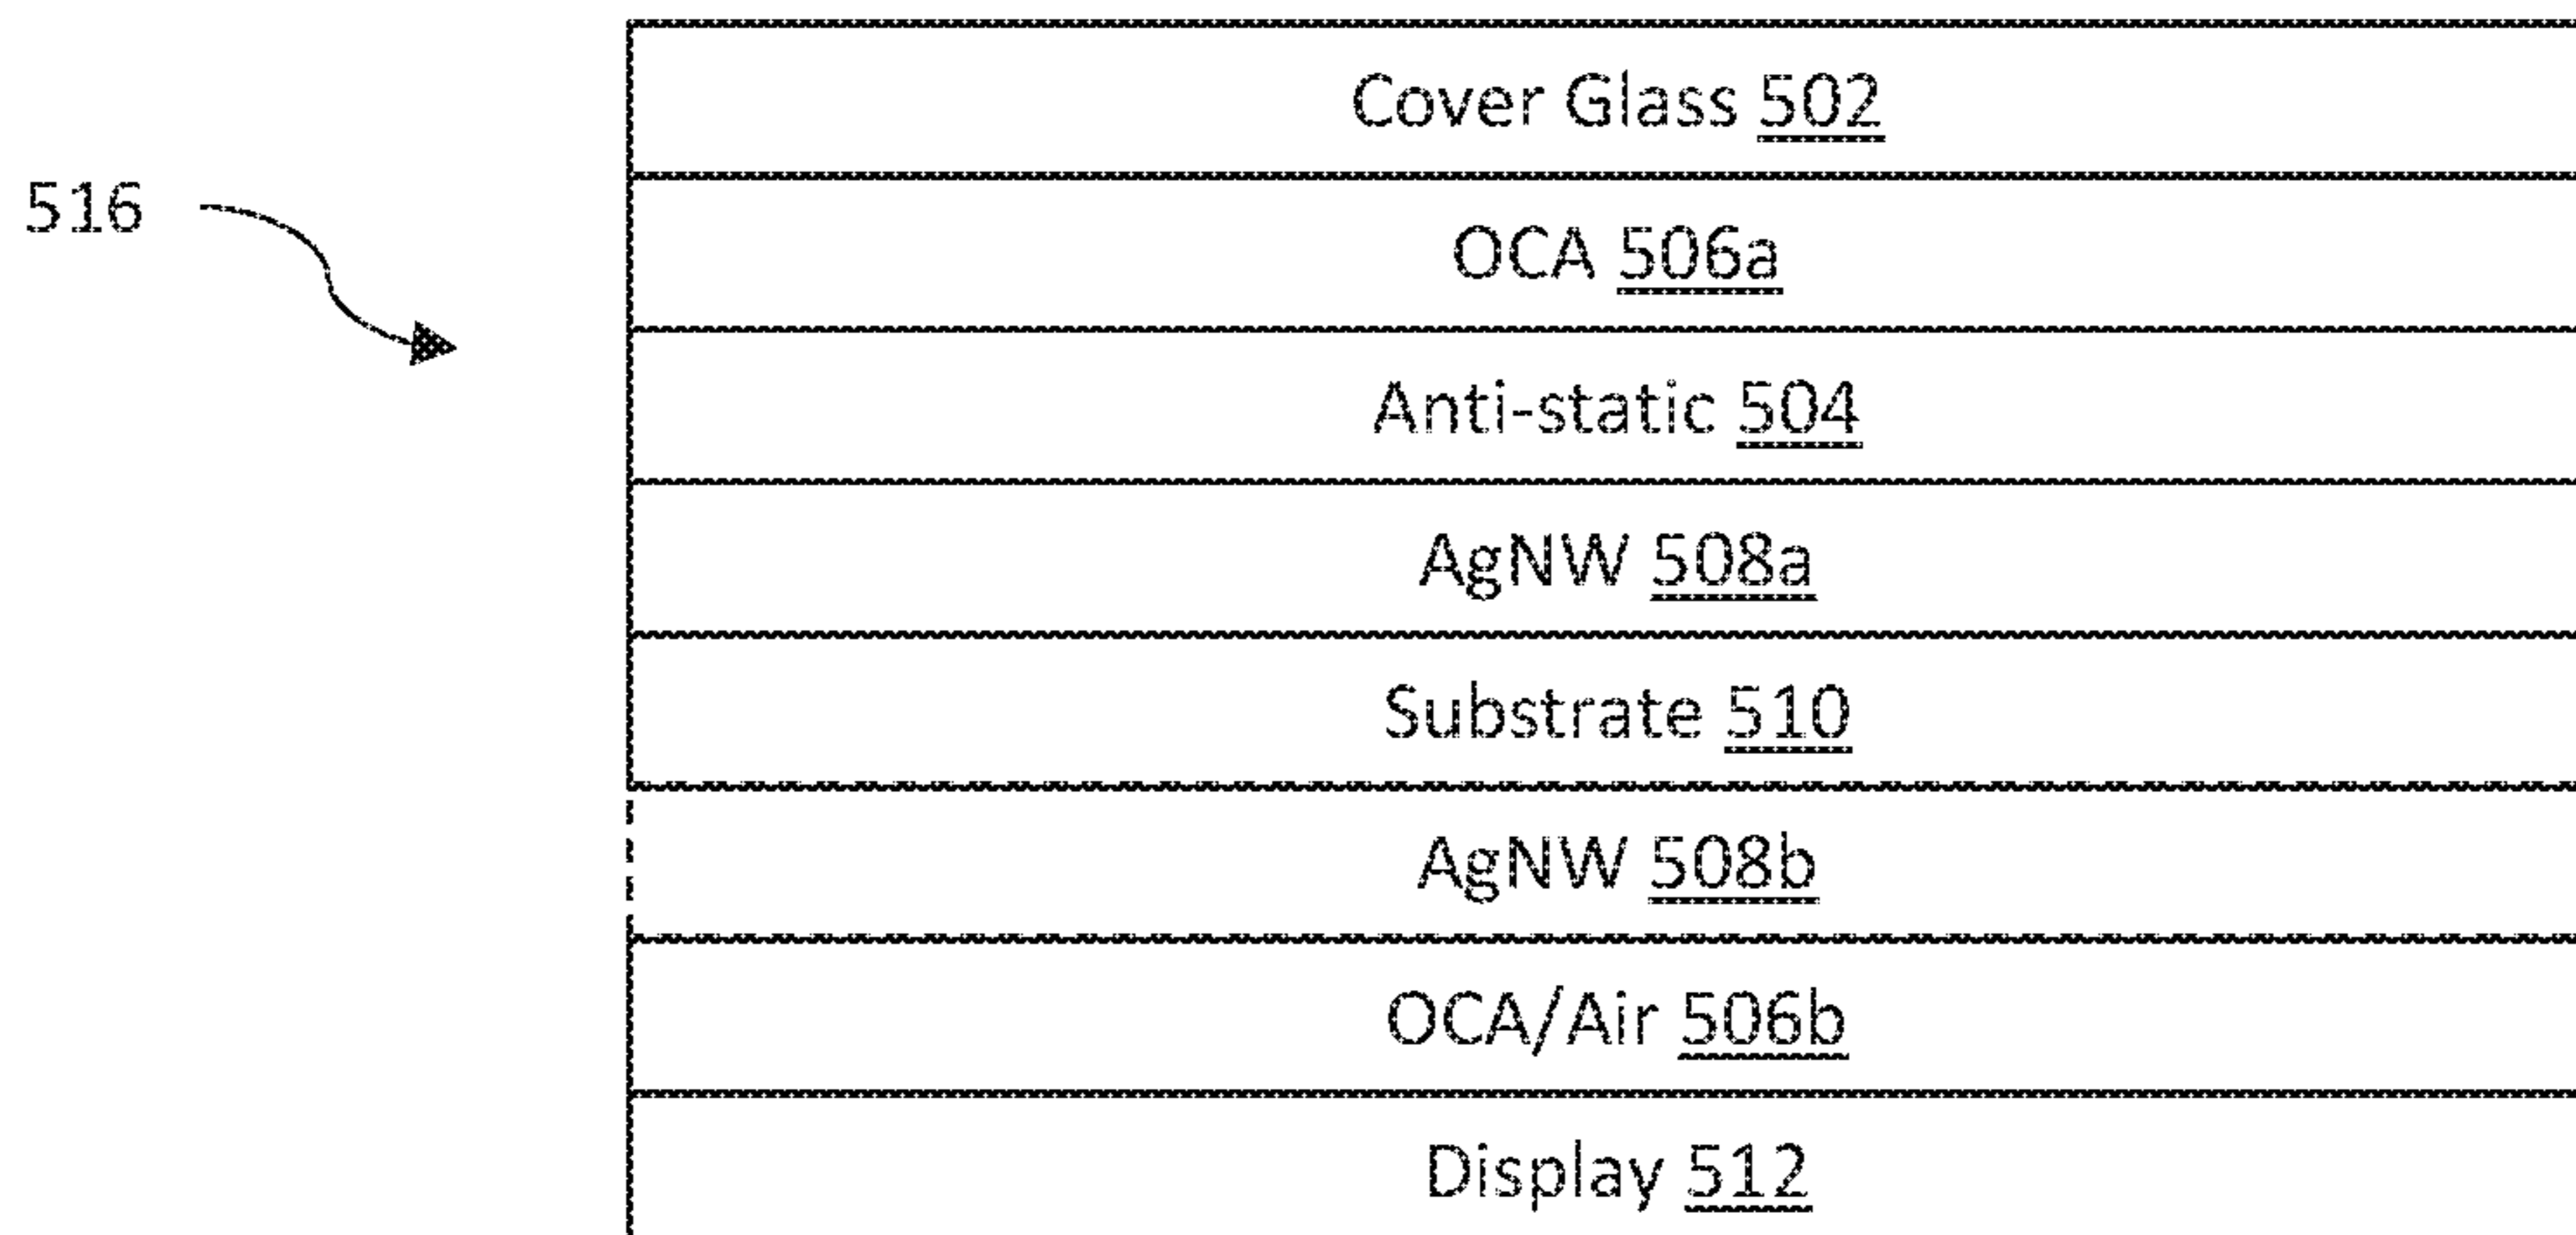 Cover Glass 502
516
OCA 506a
Anti-static 504
AgNW 508a
Substrate 510
AgNW 508b
OCA/Air 506b
Display 512